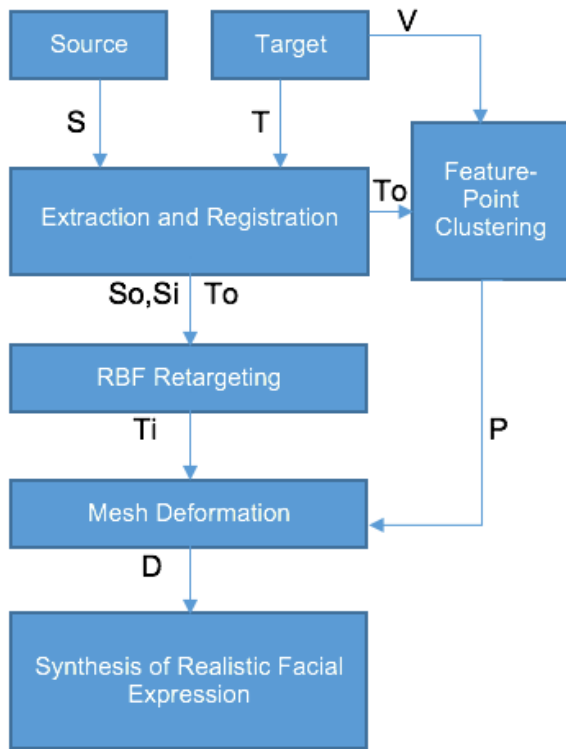 Source
Target
V
S
T
Feature-
Point
Clustering
Extraction and Registration
To
So,Si To
RBF Retargeting
Ti
P
Mesh Deformation
D
Synthesis of Realistic Facial
Expression